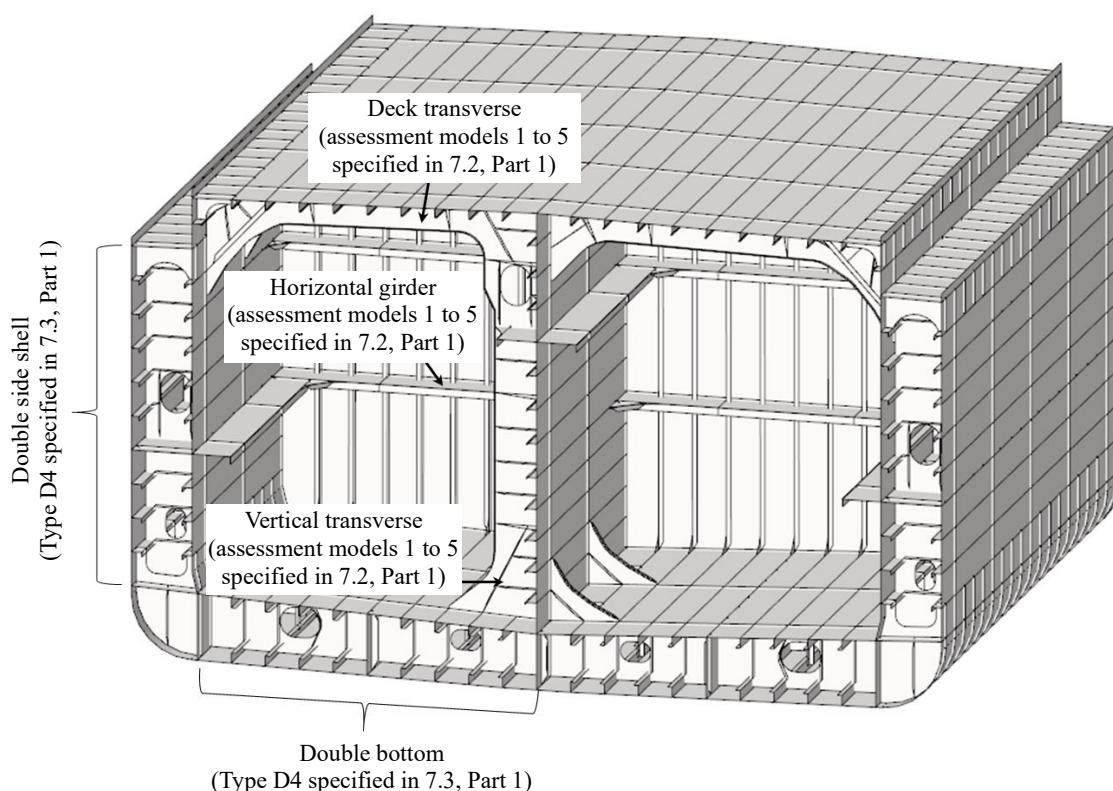 Deck transverse
(assessment models 1 to 5
specified in 7.2, Part 1)
Horizontal girder
(assessment models 1 to 5
specified in 7.2, Part 1)
Double side shell
(Type D4 specified in 7.3, Part 1)
Vertical transverse
(assessment models 1 to 5
specified in 7.2, Part 1)
Double bottom
(Type D4 specified in 7.3, Part 1)